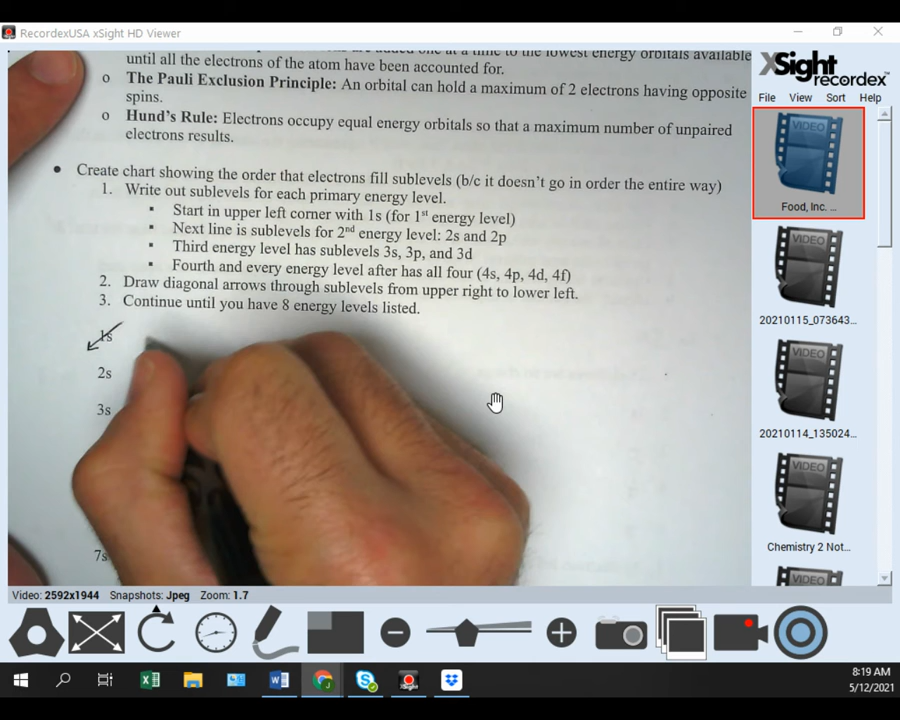 RecordexUSA xSight HD Viewer
until all the electrons of the atom have been accounted for.
o The Pauli Exclusion Principle: An orbital can hold a maximum of 2 electrons having opposite
spins.
o Hund's Rule: Electrons occupy equal energy orbitals so that a maximum number of unpaired
electrons results.
• Create chart showing the order that electrons fill sublevels (b/c it doesn't go in order the entire way)
1. Write out sublevels for each primary energy level.
▪ Start in upper left corner with 1s (for 1st energy level)
▪ Next line is sublevels for 2nd energy level: 2s and 2p
▪ Third energy level has sublevels 3s, 3p, and 3d
▪ Fourth and every energy level after has all four (4s, 4p, 4d, 4f)
2. Draw diagonal arrows through sublevels from upper right to lower left.
3. Continue until you have 8 energy levels listed.
1s
2s
3s
7s
XSight
recordex
File View Sort Help
VIDEO
Food, Inc. ...
VIDEO
20210115_073643...
VIDEO
20210114_135024...
VIDEO
Chemistry 2 Not...
VIDEO
Video: 2592x1944 Snapshots: Jpeg Zoom: 1.7
8:19 AM
5/12/2021